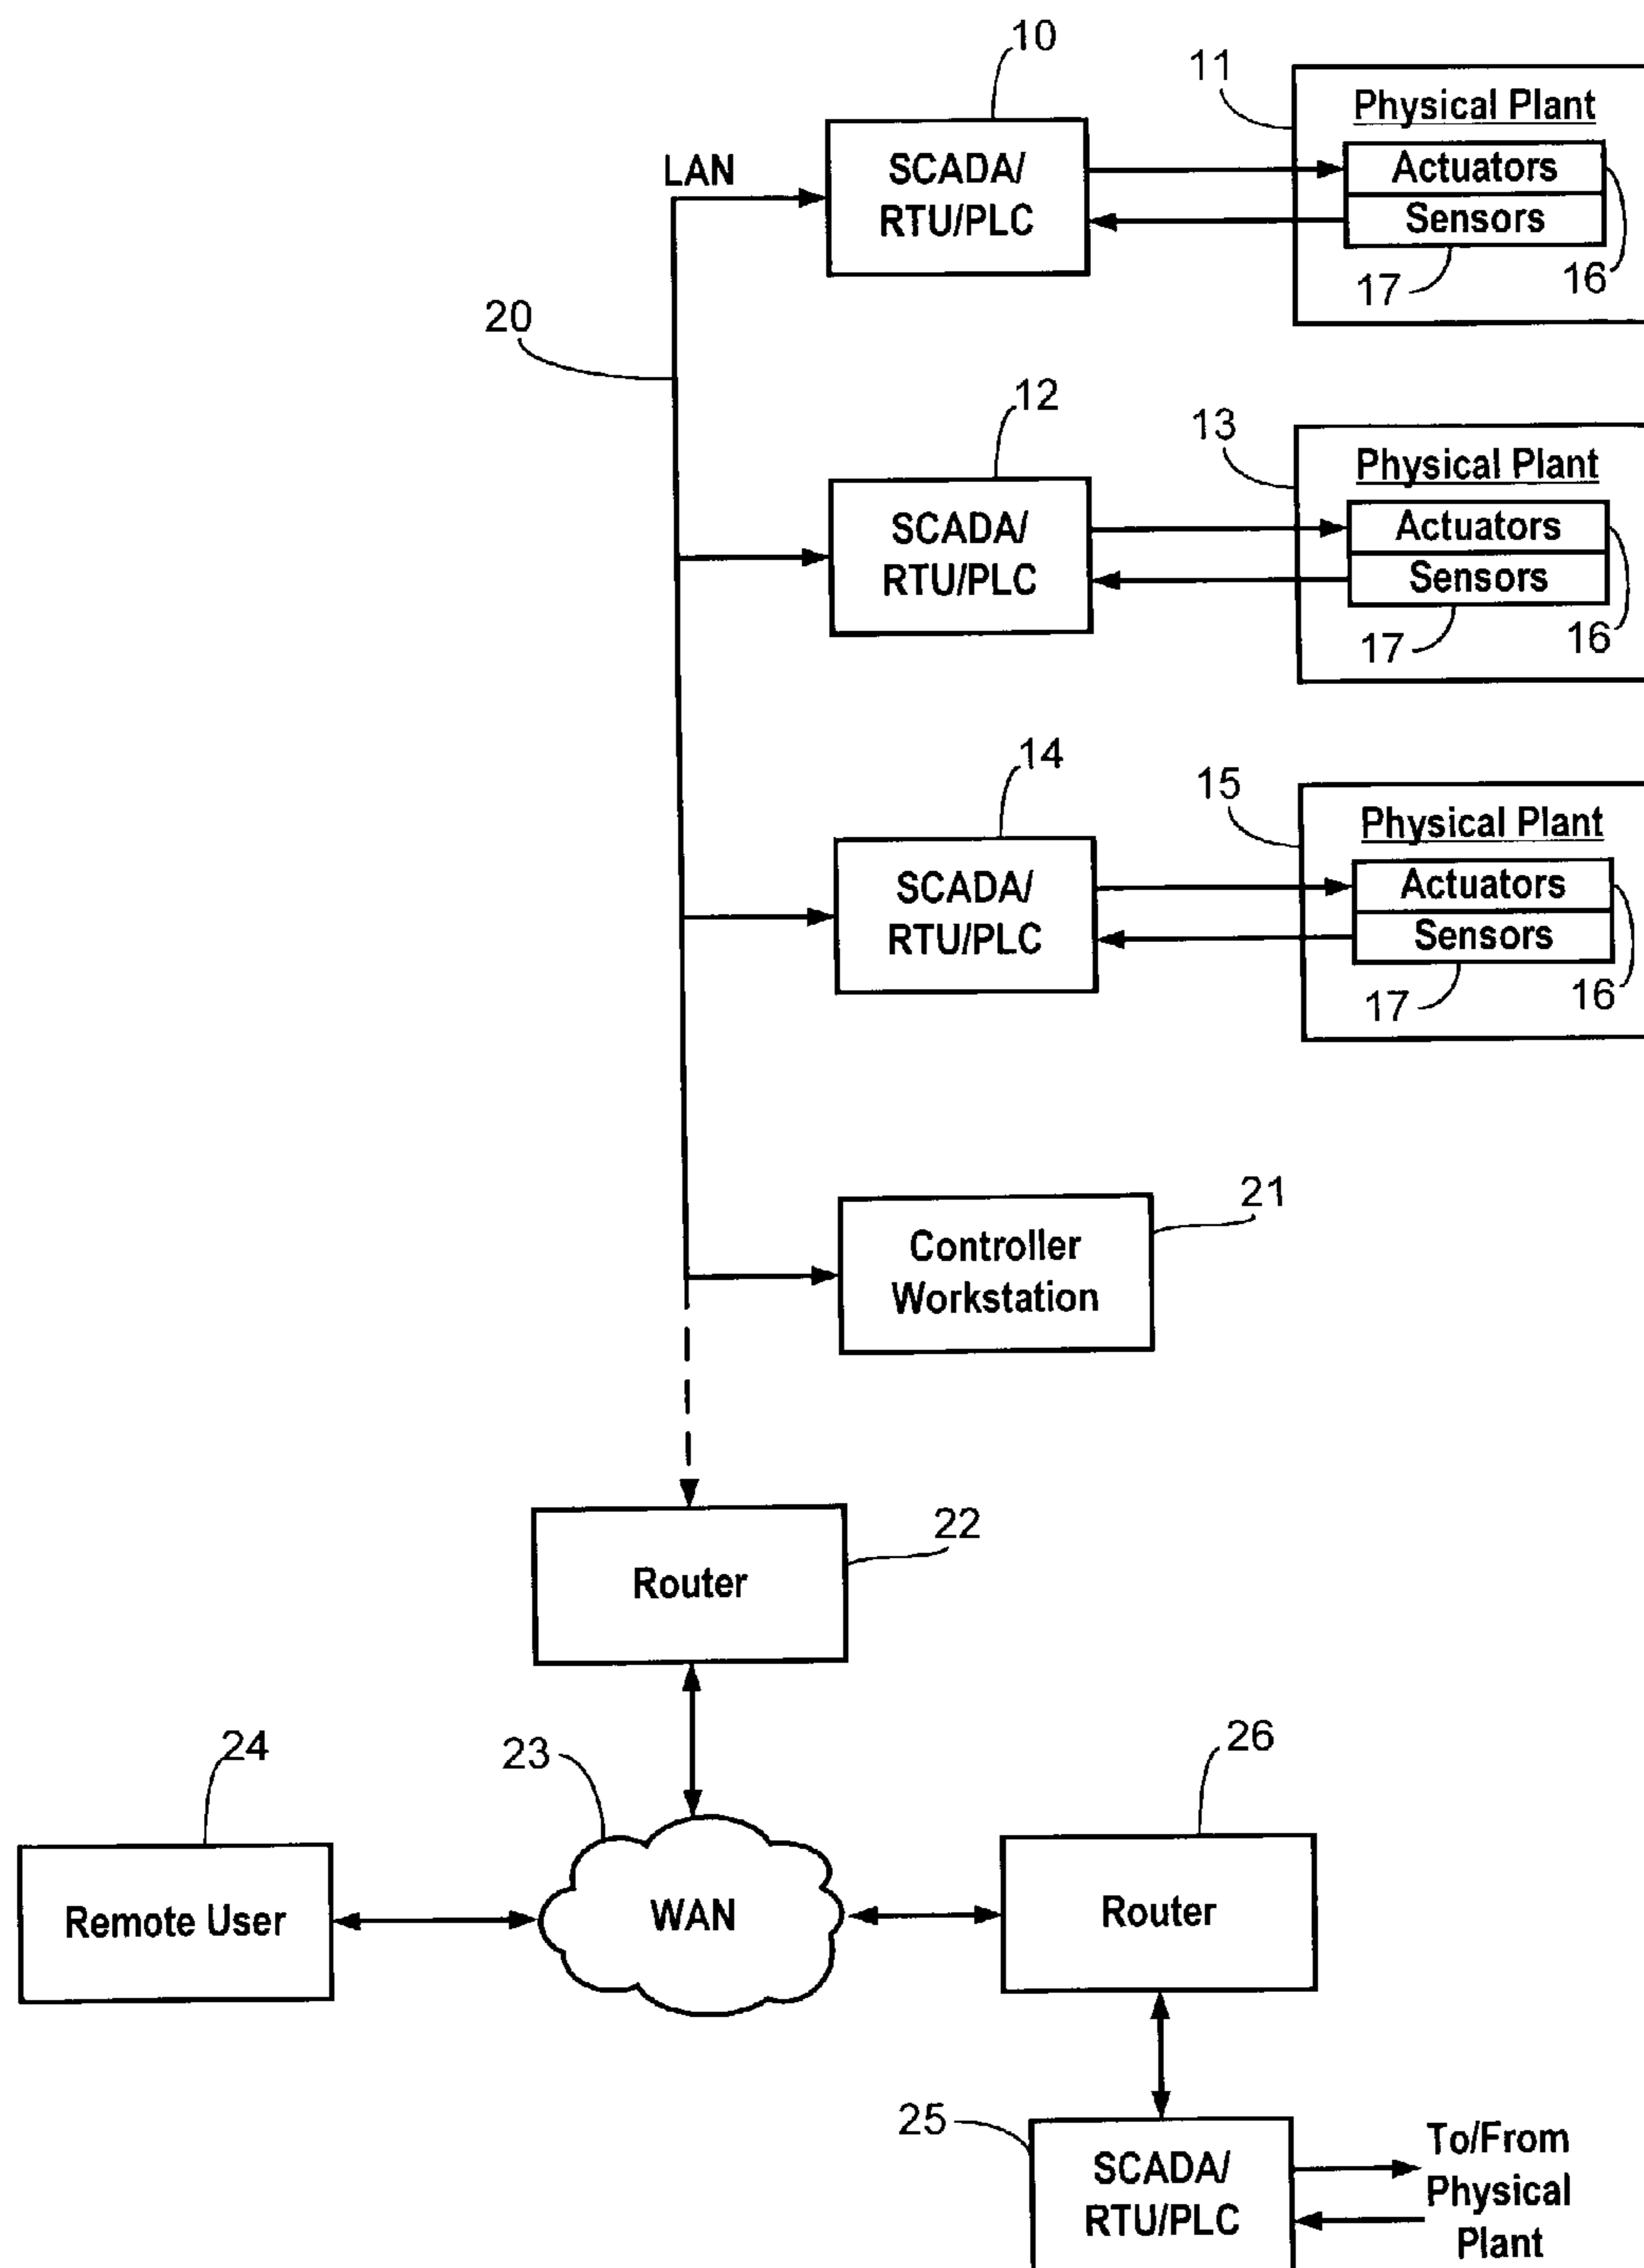 10
11
Physical Plant
LAN
SCADA/
RTU/PLC
Actuators
Sensors
17
16
20
12
13
Physical Plant
SCADA/
RTU/PLC
Actuators
Sensors
17
16
14
15
Physical Plant
SCADA/
RTU/PLC
Actuators
Sensors
17
16
21
Controller
Workstation
22
Router
24
23
26
Remote User
WAN
Router
25
SCADA/
RTU/PLC
To/From
Physical
Plant